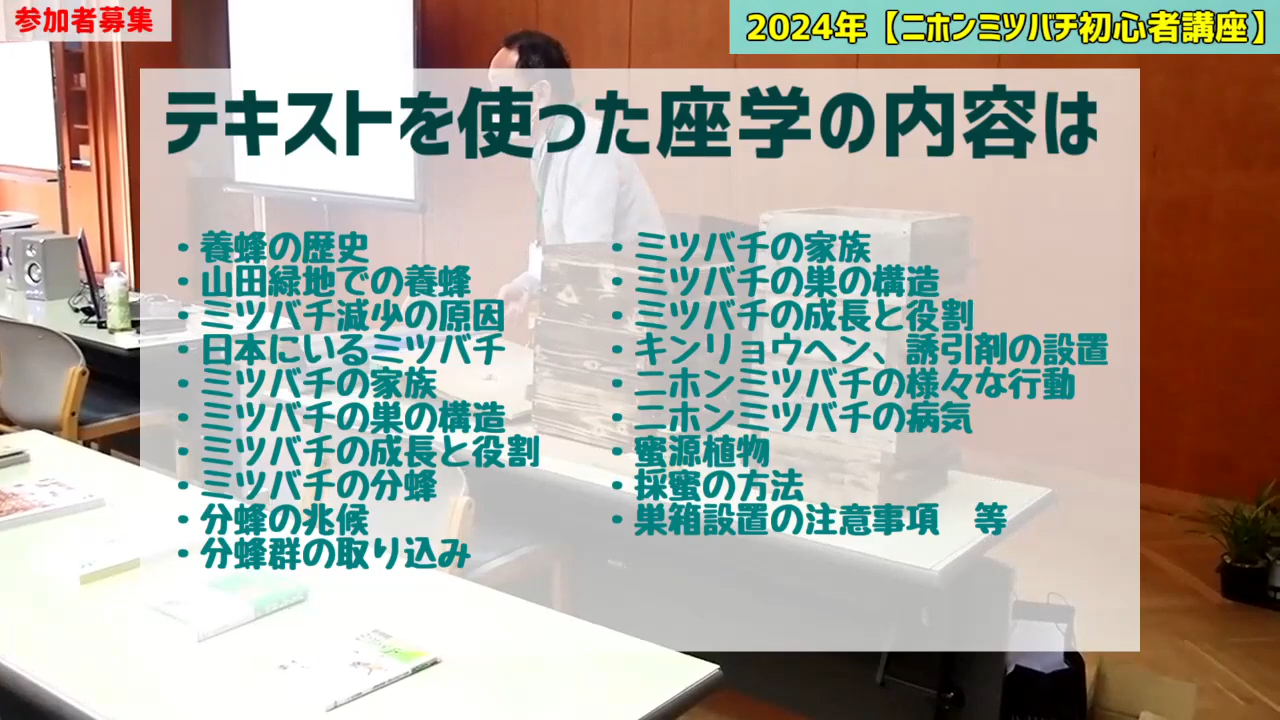 参加者募集
2024年【ニホンミツバチ初心者講座】
テキストを使った座学の内容は
・養蜂の歴史
・山田緑地での養蜂
・ミツバチ減少の原因
・日本にいるミツバチ
・ミツバチの家族
・ミツバチの巣の構造
・ミツバチの成長と役割
・ミツバチの分蜂
・分蜂の兆候
・分蜂群の取り込み
・ミツバチの家族
・ミツバチの巣の構造
・ミツバチの成長と役割
・キンリョウヘン、誘引剤の設置
・ニホンミツバチの様々な行動
・ニホンミツバチの病気
・蜜源植物
・採蜜の方法
・巣箱設置の注意事項　等